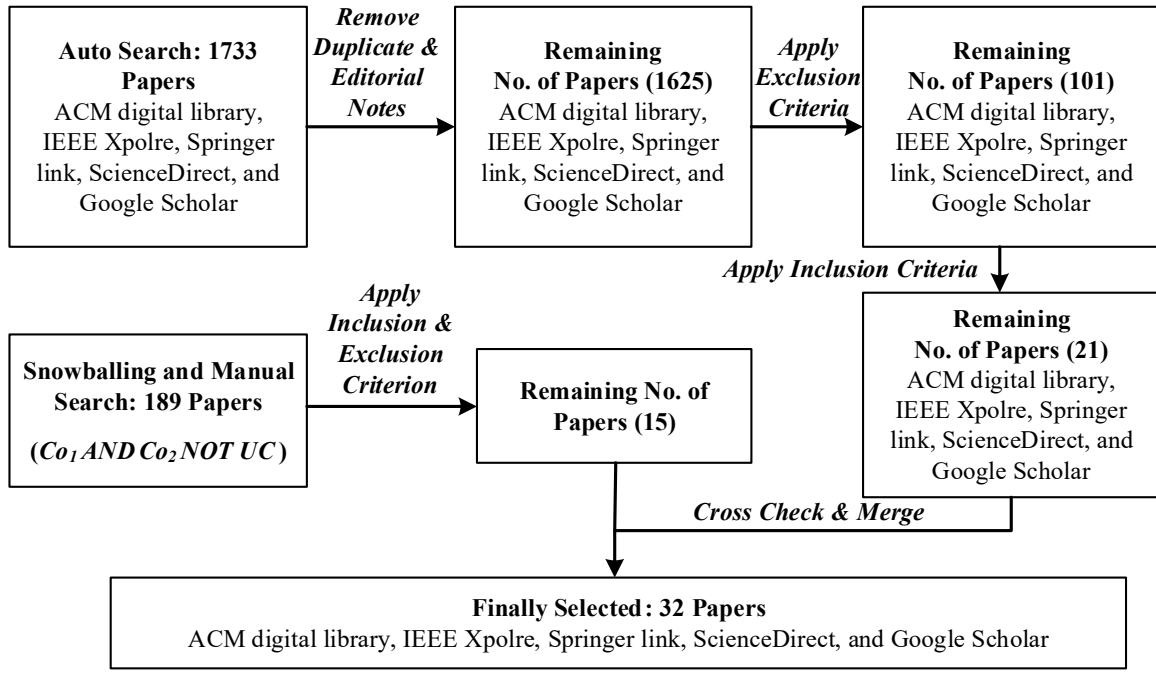 Auto Search: 1733
Papers
ACM digital library,
IEEE Xpolre, Springer
link, ScienceDirect, and
Google Scholar
Remove
Duplicate &
Editorial
Notes
Remaining
No. of Papers (1625)
ACM digital library,
IEEE Xpolre, Springer
link, ScienceDirect, and
Google Scholar
Apply
Exclusion
Criteria
Remaining
No. of Papers (101)
ACM digital library,
IEEE Xpolre, Springer
link, ScienceDirect, and
Google Scholar
Apply Inclusion Criteria
Remaining
No. of Papers (21)
ACM digital library,
IEEE Xpolre, Springer
link, ScienceDirect, and
Google Scholar
Snowballing and Manual
Search: 189 Papers
(Co1 AND Co2 NOT UC )
Apply
Inclusion &
Exclusion
Criterion
Remaining No. of
Papers (15)
Cross Check & Merge
Finally Selected: 32 Papers
ACM digital library, IEEE Xpolre, Springer link, ScienceDirect, and Google Scholar